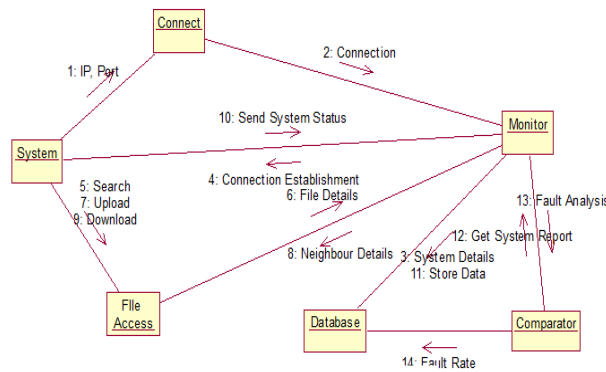 Connect
2: Connection
1: IP, Port
10: Send System Status
Monitor
System
4: Connection Establishment
5: Search
7: Upload
9: Download
6: File Details
13: Fault Analysis
12: Get System Report
8: Neighbour Details
3: System Details
11: Store Data
FIle
Access
Database
Comparator
14: Fault Rate